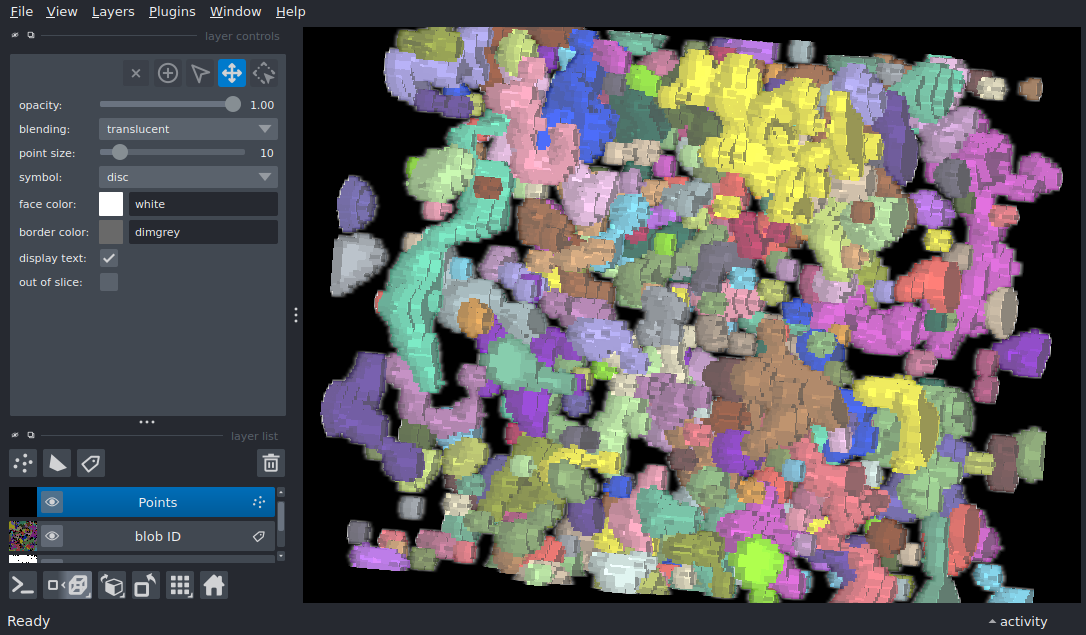 File View Layers Plugins Window Help
layer controls
opacity: 1.00
blending: translucent
point size: 10
symbol: disc
face color: white
border color: dimgrey
display text:
out of slice:
layer list
Points
blob ID
Ready
activity